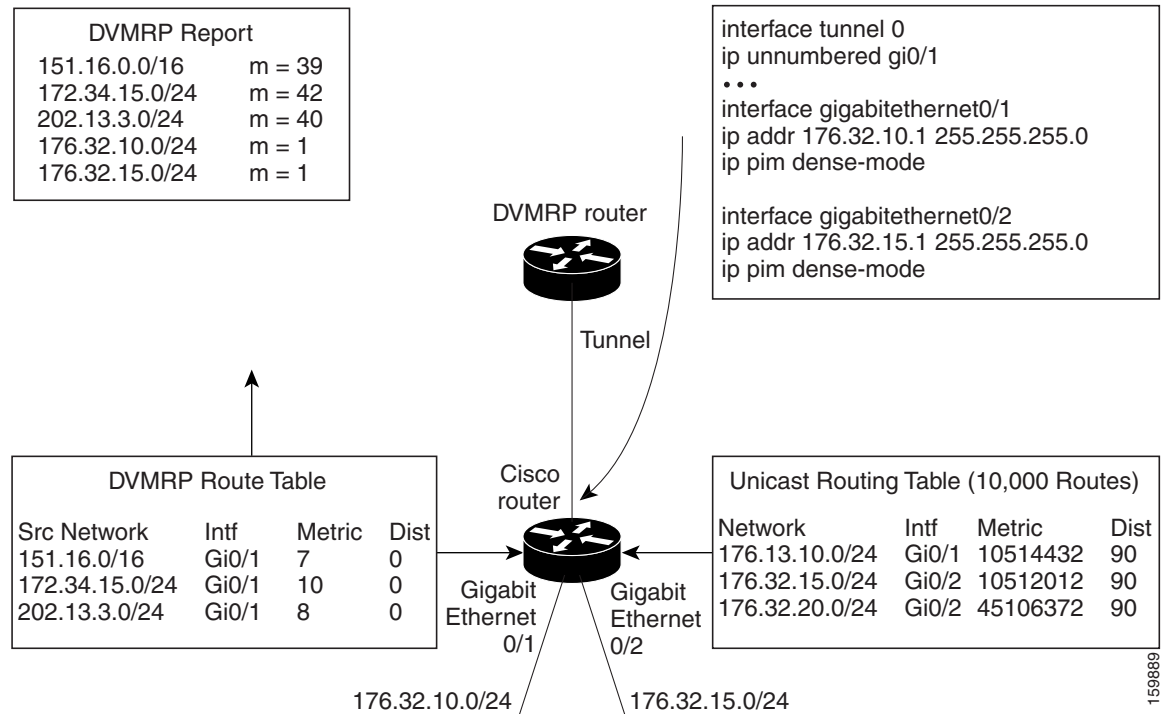 DVMRP Report
151.16.0.0/16 m = 39
172.34.15.0/24 m = 42
202.13.3.0/24 m = 40
176.32.10.0/24 m = 1
176.32.15.0/24 m = 1
interface tunnel 0
ip unnumbered gi0/1
• • •
interface gigabitethernet0/1
ip addr 176.32.10.1 255.255.255.0
ip pim dense-mode
interface gigabitethernet0/2
ip addr 176.32.15.1 255.255.255.0
ip pim dense-mode
DVMRP router
Tunnel
DVMRP Route Table
Src Network Intf Metric Dist
151.16.0/16 Gi0/1 7 0
172.34.15.0/24 Gi0/1 10 0
202.13.3.0/24 Gi0/1 8 0
Cisco
router
Gigabit
Ethernet
0/1
Gigabit
Ethernet
0/2
Unicast Routing Table (10,000 Routes)
Network Intf Metric Dist
176.13.10.0/24 Gi0/1 10514432 90
176.32.15.0/24 Gi0/2 10512012 90
176.32.20.0/24 Gi0/2 45106372 90
176.32.10.0/24
176.32.15.0/24
159889